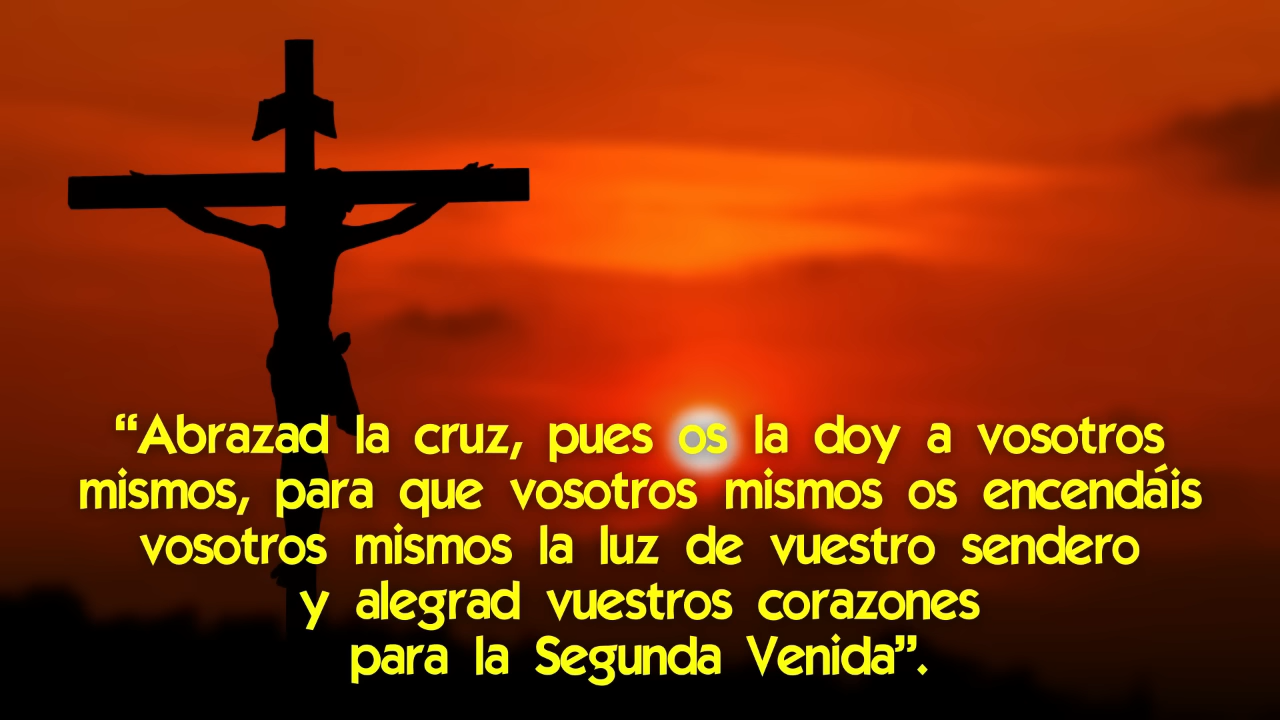 “Abrazad la cruz, pues os la doy a vosotros
mismos, para que vosotros mismos os encendáis
vosotros mismos la luz de vuestro sendero
y alegrad vuestros corazones
para la Segunda Venida”.